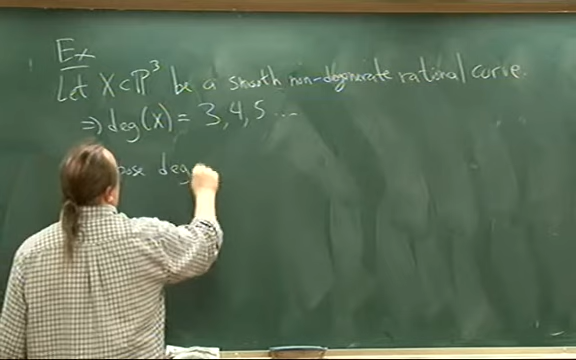 Ex
Let X ⊂ ℙ³ be a smooth non-degenerate rational curve.
⇒ deg(X) = 3, 4, 5 ...
pose deg